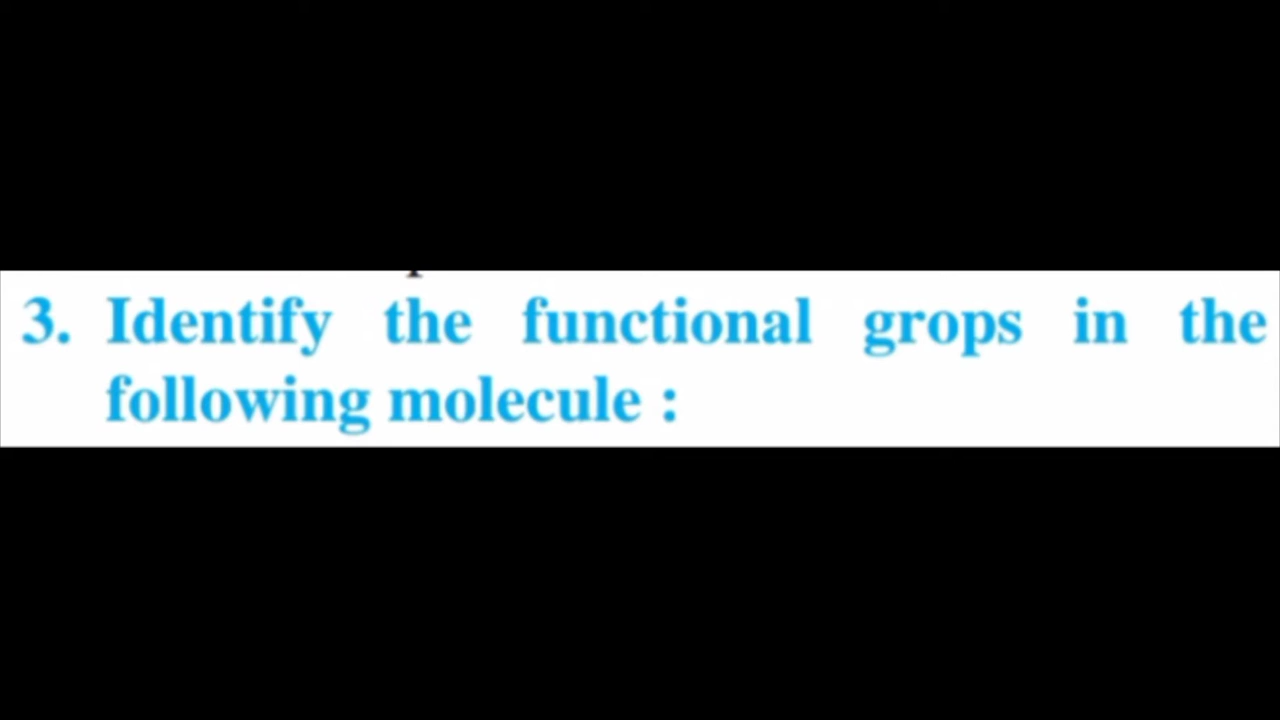 3. Identify the functional grops in the
following molecule :